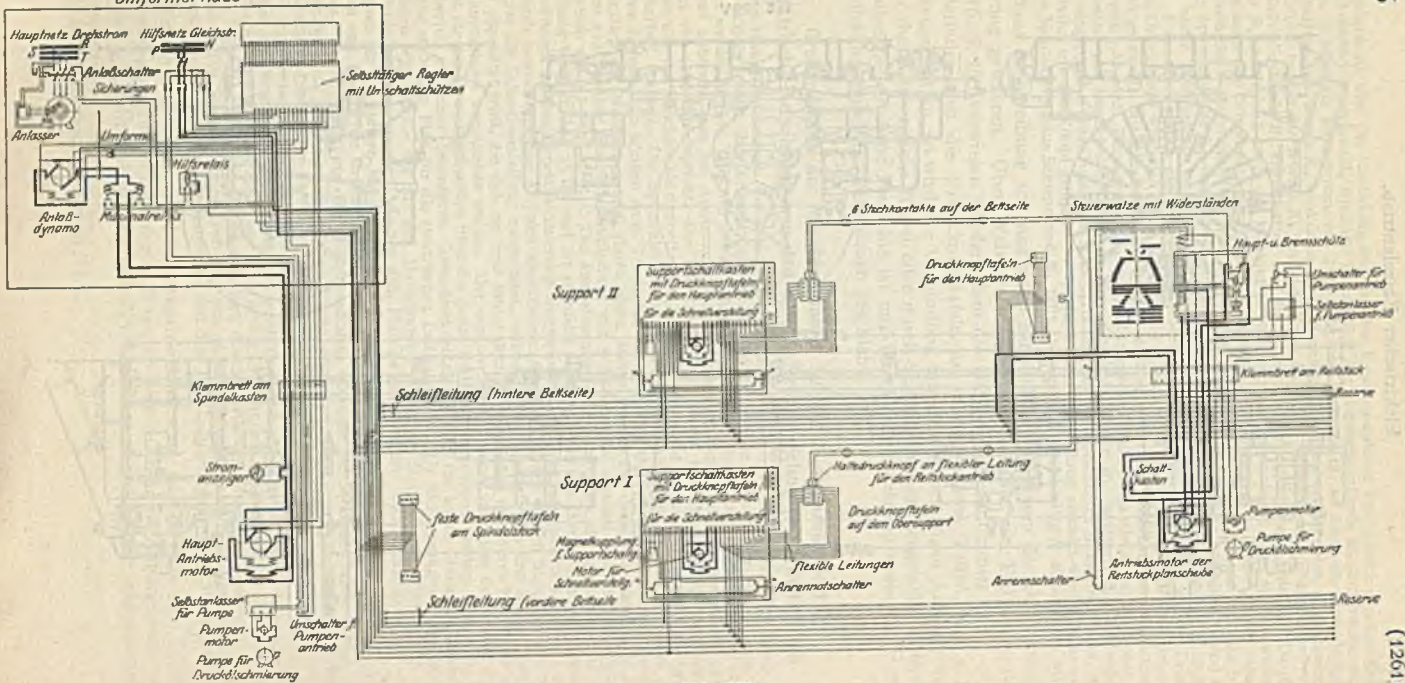 Hauptnetz Drehstrom
Hilfsnetz Gleichstr.
R
S
T
P
N
Anlaßschalter
Sicherungen
Selbsttätiger Regler
mit Umschaltschützen
Anlasser
Umformer
Hilfsrelais
Anlaß-
dynamo
Maximalrelais
Klemmbrett am
Spindelkasten
Strom-
anzeiger
Haupt-
Antriebs-
motor
Selbstanlasser
für Pumpe
Pumpen-
motor
Umschalter f.
Pumpen-
antrieb
Pumpe für
Druckölschmierung
feste Druckknopftafeln
am Spindelstock
Schleifleitung (hintere Bettseite)
Schleifleitung (vordere Bettseite
Support II
Supportschaltkasten
mit Druckknopftafeln
für den Hauptantrieb
für die Schnellverstellung
6 Steckkontakte auf der Bettseite
Druckknopftafeln
für den Hauptantrieb
Steuerwalze mit Widerständen
Haupt-u. Bremsschütz
Umschalter für
Pumpenantrieb
Selbstanlasser
f. Pumpenantrieb
Klemmbrett am Reitstock
Reserve
Support I
Supportschaltkasten
mit Druckknopftafeln
für den Hauptantrieb
für die Schnellverstellung
Haltedruckknopf an flexibler Leitung
für den Reitstockantrieb
Druckknopftafeln
auf dem Obersupport
Magnetkupplung
f. Supportschaltg.
Motor für
Schnellverstellg.
flexible Leitungen
Anrennotschalter
Schalt-
kasten
Pumpenmotor
Pumpe für
Druckölschmierung
Antriebsmotor der
Reitstockplanscheibe
Anrennschalter
Reserve
(1261